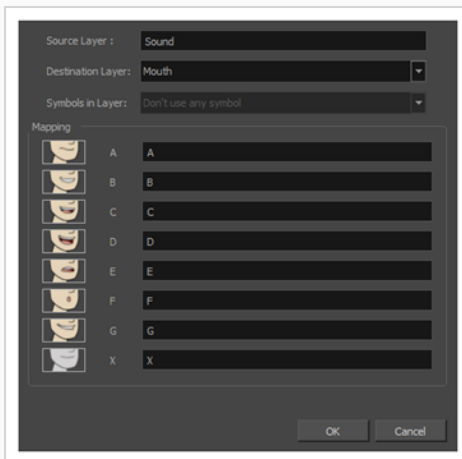 Source Layer : Sound
Destination Layer: Mouth
Symbols in Layer: Don't use any symbol
Mapping
A A
B B
C C
D D
E E
F F
G G
X X
OK Cancel